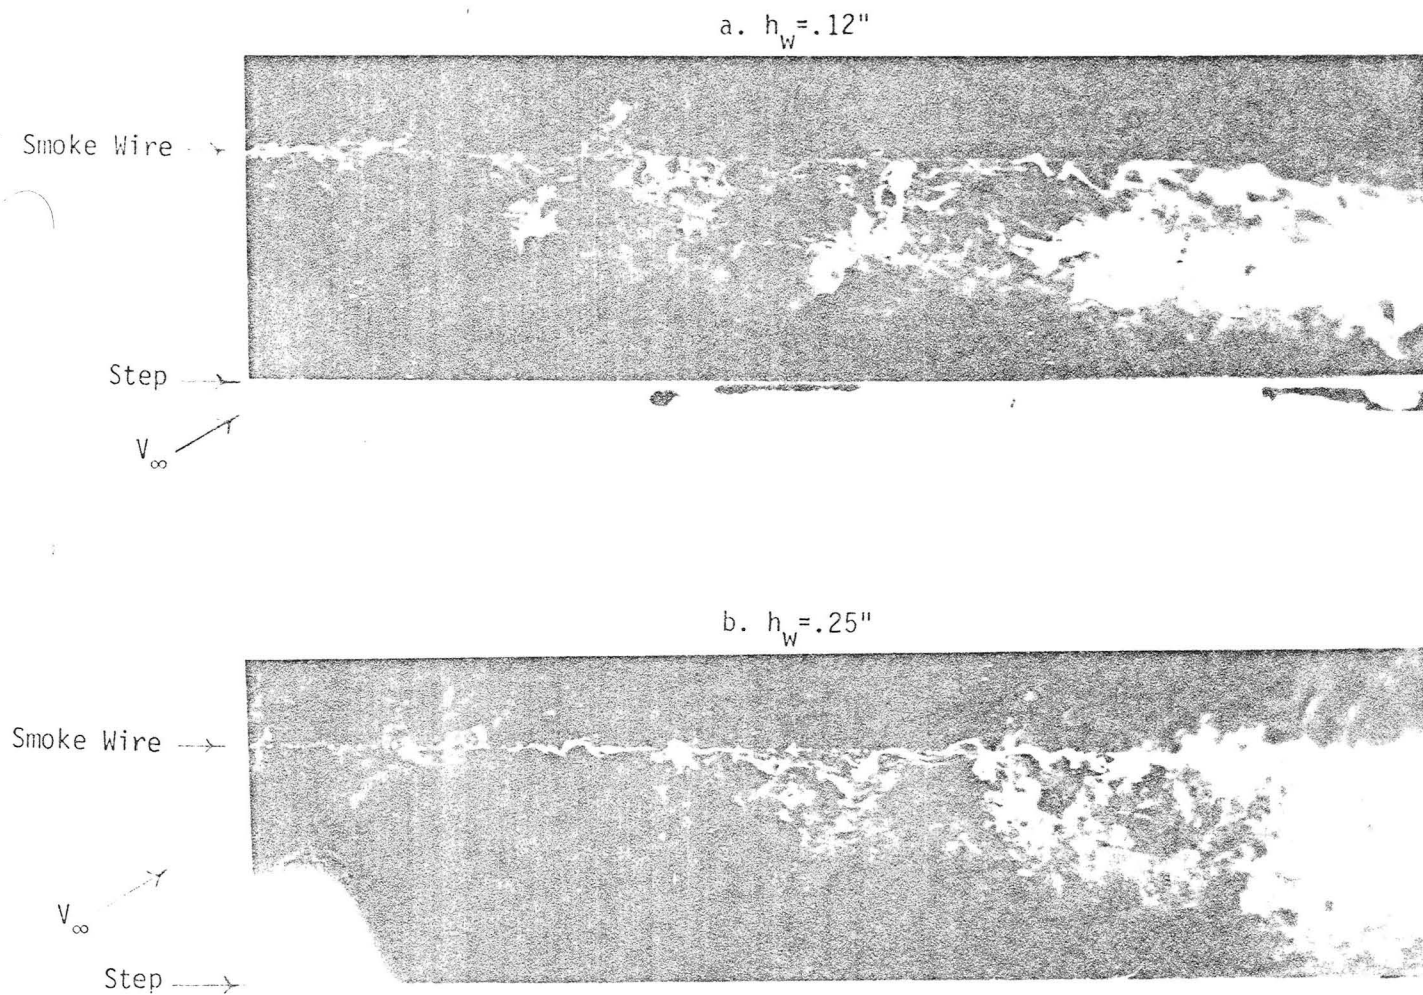 a. h_w=.12"
Smoke Wire
Step
V_∞
b. h_w=.25"
Smoke Wire
V_∞
Step